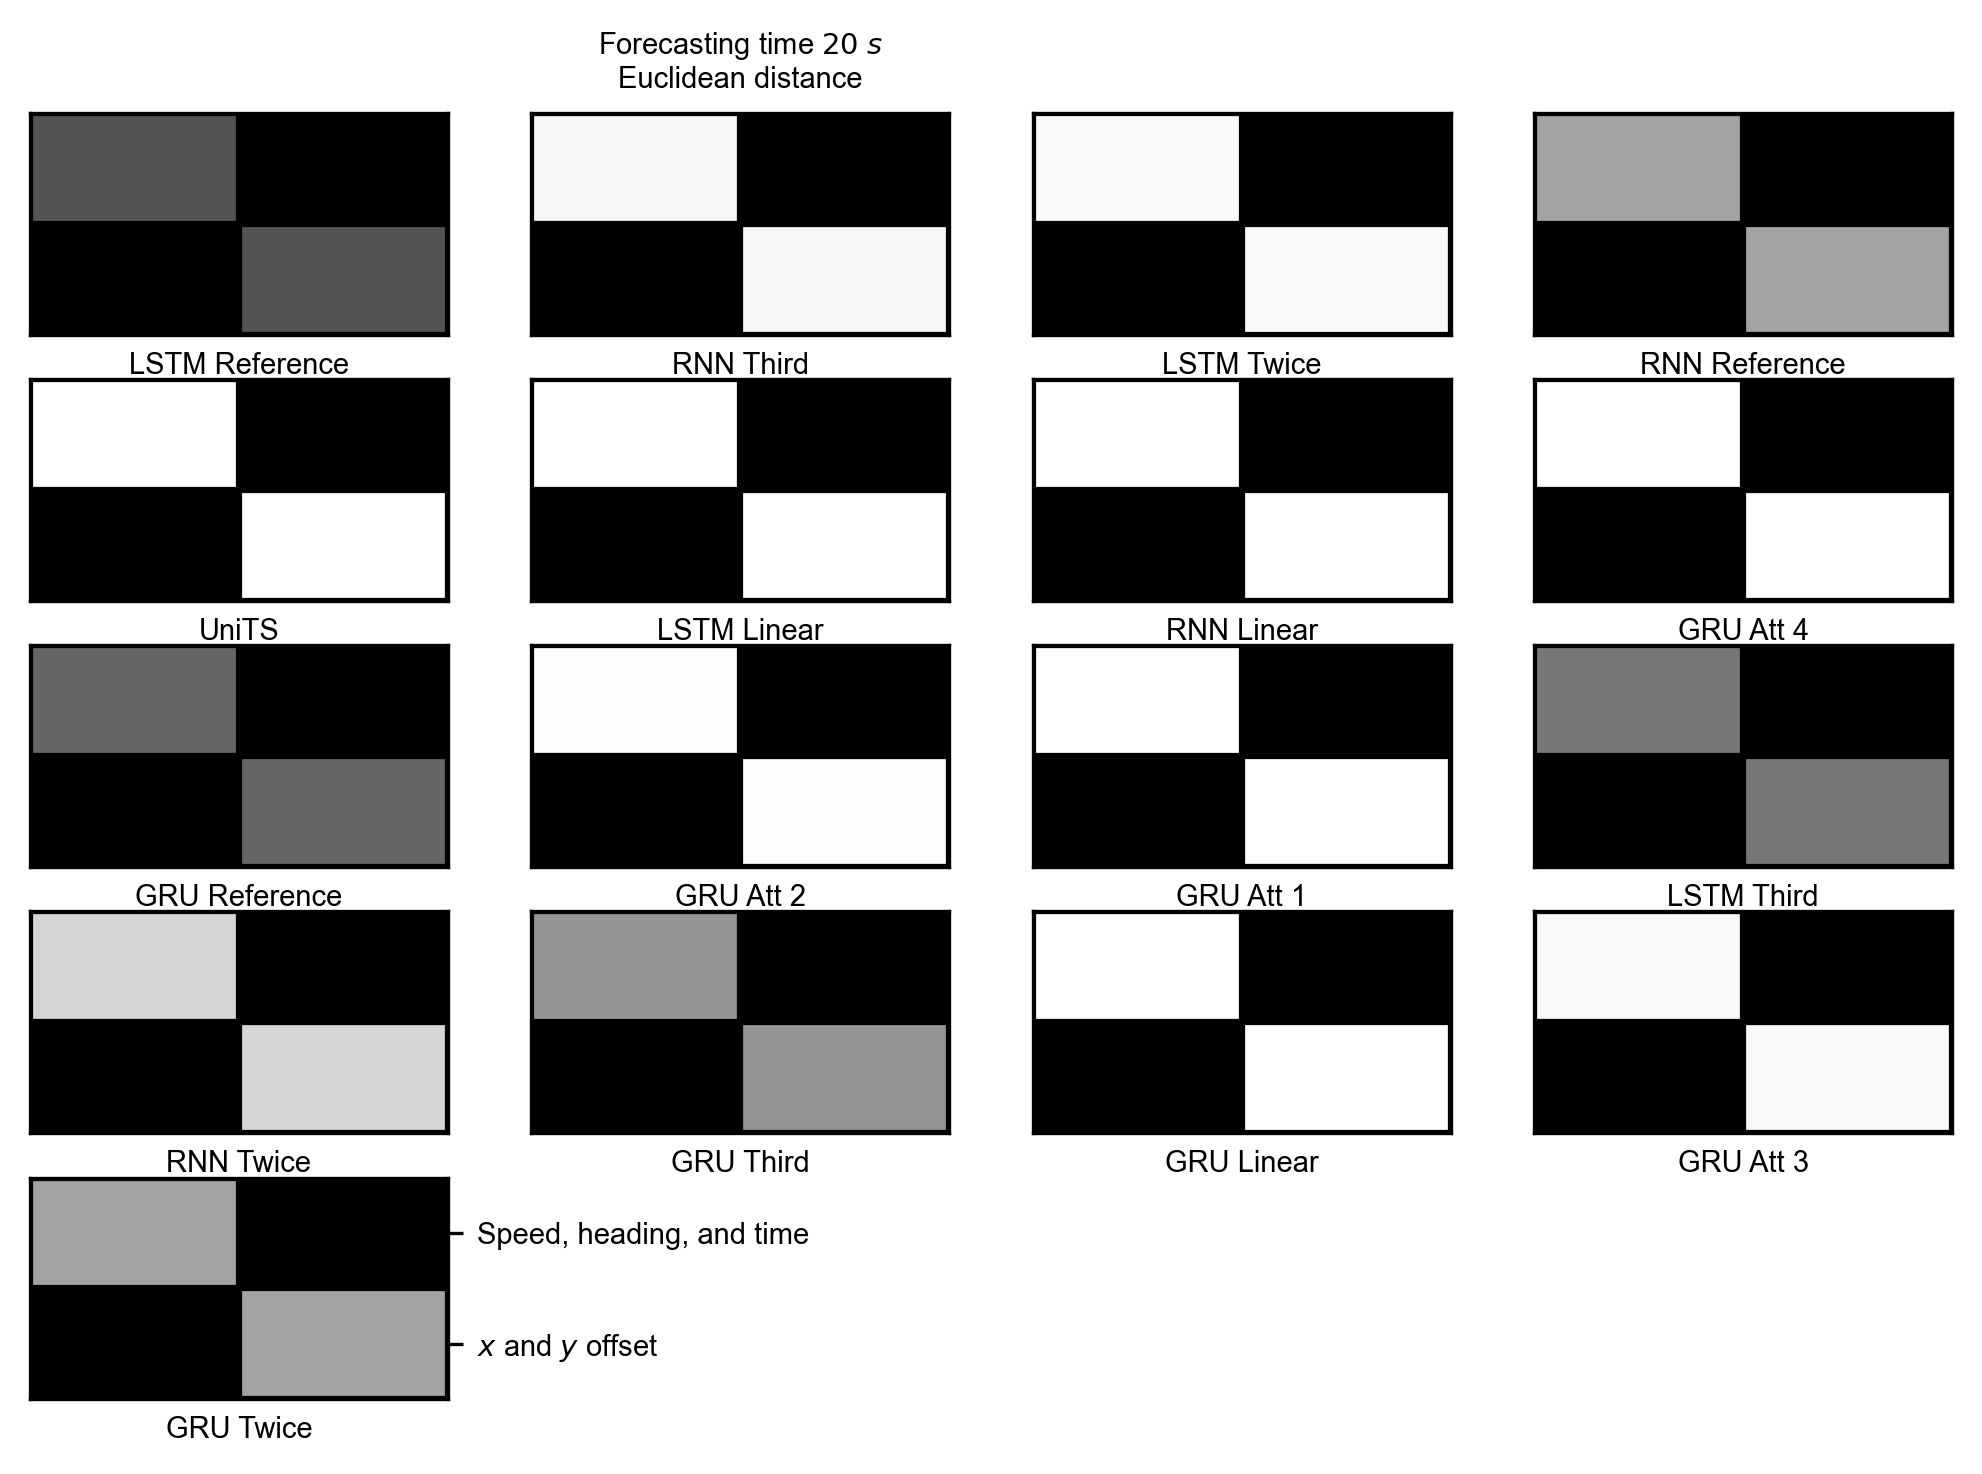 Forecasting time 20 s
Euclidean distance
LSTM Reference
RNN Third
LSTM Twice
RNN Reference
UniTS
LSTM Linear
RNN Linear
GRU Att 4
GRU Reference
GRU Att 2
GRU Att 1
LSTM Third
RNN Twice
GRU Third
GRU Linear
GRU Att 3
Speed, heading, and time
x and y offset
GRU Twice